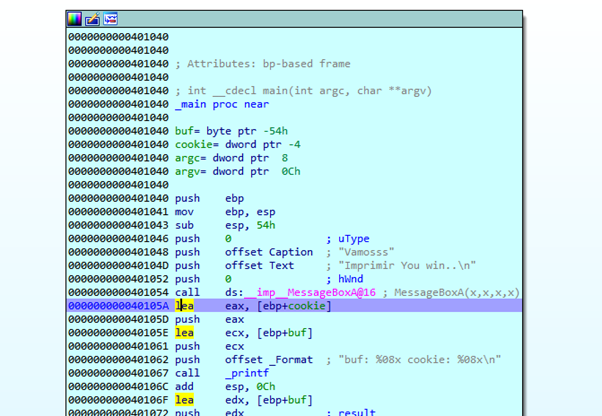 0000000000401040
0000000000401040
0000000000401040 ; Attributes: bp-based frame
0000000000401040
0000000000401040 ; int __cdecl main(int argc, char **argv)
0000000000401040 _main proc near
0000000000401040
0000000000401040 buf= byte ptr -54h
0000000000401040 cookie= dword ptr -4
0000000000401040 argc= dword ptr  8
0000000000401040 argv= dword ptr  0Ch
0000000000401040
0000000000401040 push    ebp
0000000000401041 mov     ebp, esp
0000000000401043 sub     esp, 54h
0000000000401046 push    0               ; uType
0000000000401048 push    offset Caption  ; "Vamosss"
000000000040104D push    offset Text     ; "Imprimir You win..\n"
0000000000401052 push    0               ; hWnd
0000000000401054 call    ds:__imp__MessageBoxA@16 ; MessageBoxA(x,x,x,x)
000000000040105A lea     eax, [ebp+cookie]
000000000040105D push    eax
000000000040105E lea     ecx, [ebp+buf]
0000000000401061 push    ecx
0000000000401062 push    offset _Format  ; "buf: %08x cookie: %08x\n"
0000000000401067 call    _printf
000000000040106C add     esp, 0Ch
000000000040106F lea     edx, [ebp+buf]
0000000000401072 push    edx             ; result